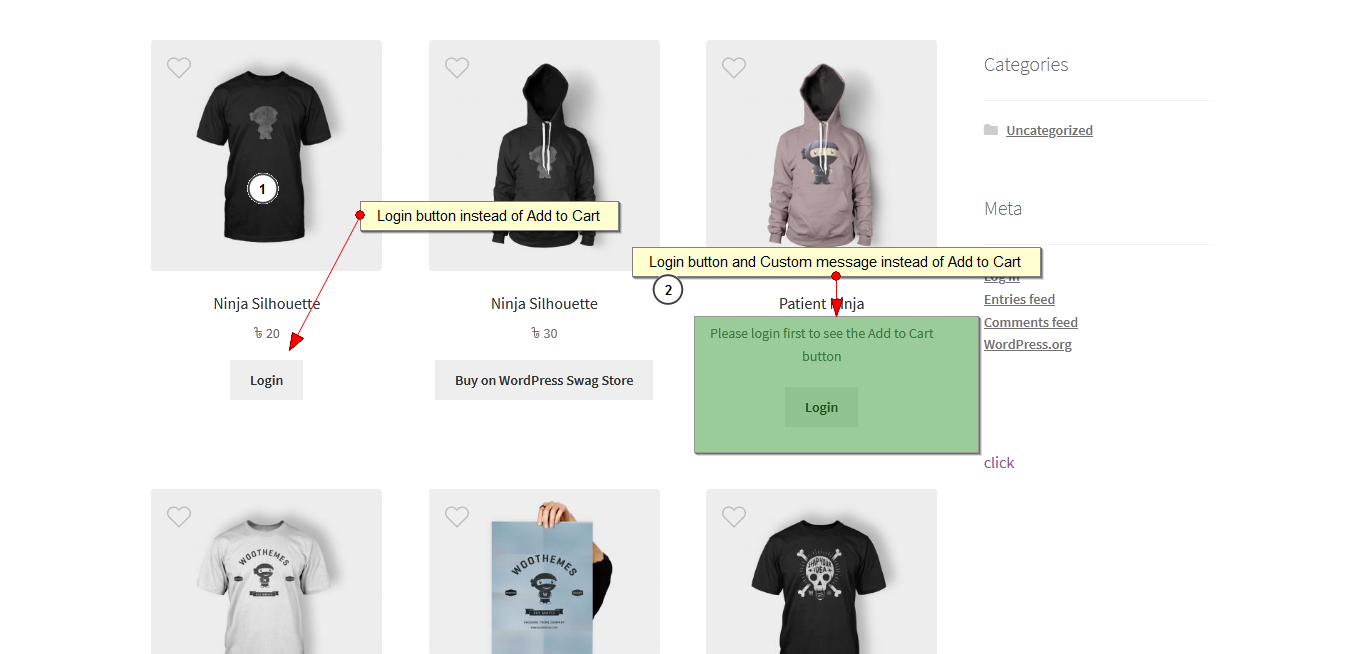 Categories
Uncategorized
1
Login button instead of Add to Cart
Meta
Login button and Custom message instead of Add to Cart
Log in
2
Ninja Silhouette
Ninja Silhouette
Patient Ninja
Entries feed
৳ 20
৳ 30
Please login first to see the Add to Cart
button
Comments feed
WordPress.org
Login
Buy on WordPress Swag Store
Login
click
WOOTHEMES
WOOTHEMES
SHIP YOUR
IDEA